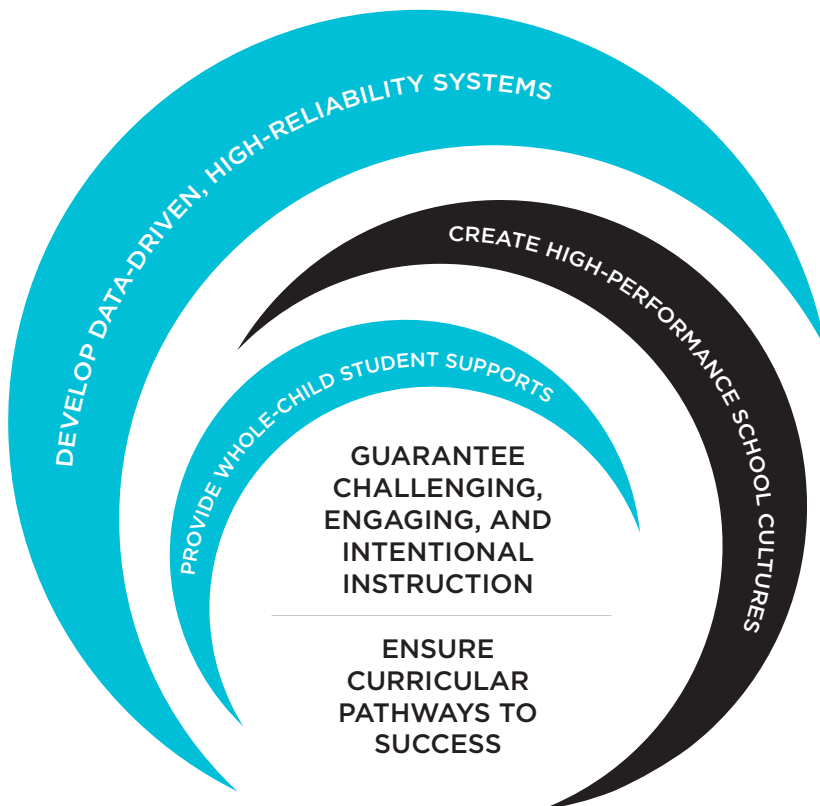 DEVELOP DATA-DRIVEN, HIGH-RELIABILITY SYSTEMS
CREATE HIGH-PERFORMANCE SCHOOL CULTURES
PROVIDE WHOLE-CHILD STUDENT SUPPORTS
GUARANTEE
CHALLENGING,
ENGAGING, AND
INTENTIONAL
INSTRUCTION
ENSURE
CURRICULAR
PATHWAYS TO
SUCCESS